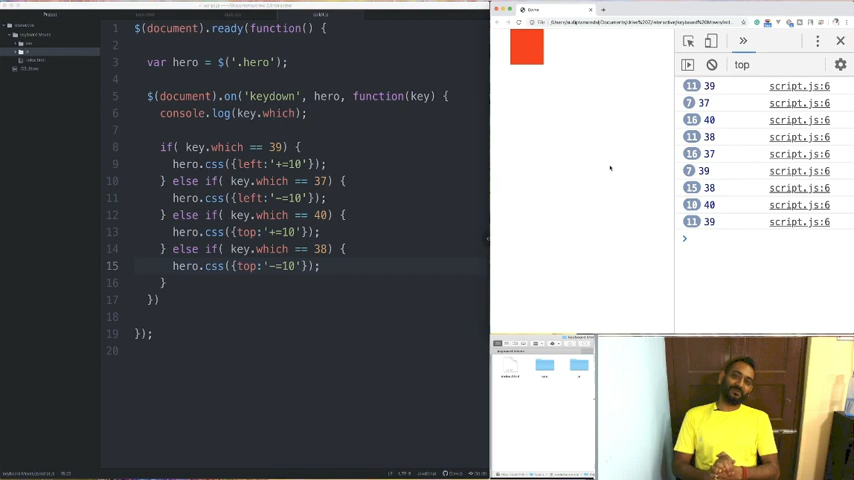 Project
1 $(document).ready(function() {
2
3 var hero = $('.hero');
4
5 $(document).on('keydown', hero, function(key) {
6 console.log(key.which);
7
8 if( key.which == 39) {
9 hero.css({left:'+=10'});
10 } else if( key.which == 37) {
11 hero.css({left:'-=10'});
12 } else if( key.which == 40) {
13 hero.css({top:'+=10'});
14 } else if( key.which == 38) {
15 hero.css({top:'-=10'});
16 }
17 })
18
19 });
20
top
11 39 script.js:6
7 37 script.js:6
16 40 script.js:6
11 38 script.js:6
16 37 script.js:6
7 39 script.js:6
15 38 script.js:6
10 40 script.js:6
11 39 script.js:6